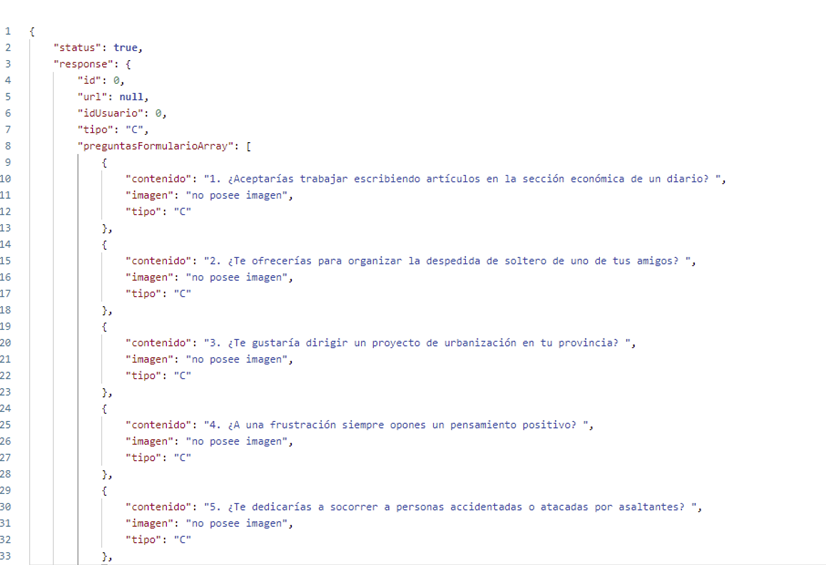 1 {
2 "status": true,
3 "response": {
4 "id": 0,
5 "url": null,
6 "idUsuario": 0,
7 "tipo": "C",
8 "preguntasFormularioArray": [
9 {
10 "contenido": "1. ¿Aceptarías trabajar escribiendo artículos en la sección económica de un diario? ",
11 "imagen": "no posee imagen",
12 "tipo": "C"
13 },
14 {
15 "contenido": "2. ¿Te ofrecerías para organizar la despedida de soltero de uno de tus amigos? ",
16 "imagen": "no posee imagen",
17 "tipo": "C"
18 },
19 {
20 "contenido": "3. ¿Te gustaría dirigir un proyecto de urbanización en tu provincia? ",
21 "imagen": "no posee imagen",
22 "tipo": "C"
23 },
24 {
25 "contenido": "4. ¿A una frustración siempre opones un pensamiento positivo? ",
26 "imagen": "no posee imagen",
27 "tipo": "C"
28 },
29 {
30 "contenido": "5. ¿Te dedicarías a socorrer a personas accidentadas o atacadas por asaltantes? ",
31 "imagen": "no posee imagen",
32 "tipo": "C"
33 },